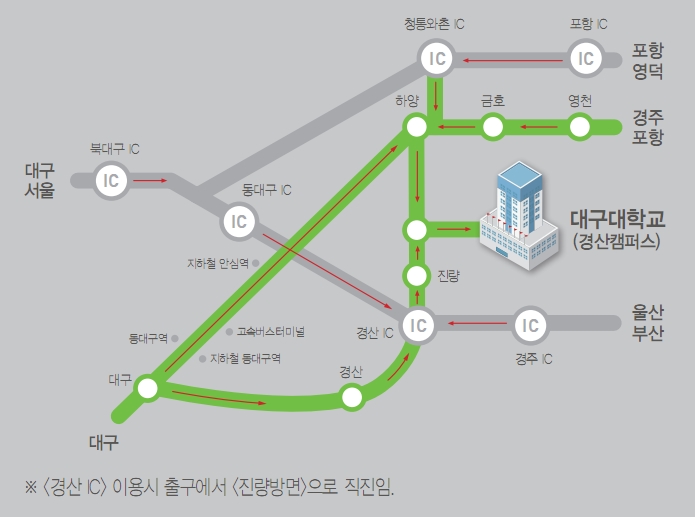 청통와촌 IC
포항 IC
IC
IC
포항
영덕
하양
금호
영천
경주
포항
북대구 IC
대구
서울
IC
동대구 IC
IC
대구대학교
(경산캠퍼스)
지하철 안심역
진량
울산
부산
동대구역
고속버스터미널
경산 IC
IC
IC
경주 IC
지하철 동대구역
대구
경산
대구
※ <경산 IC> 이용시 출구에서 <진량방면>으로 직진임.